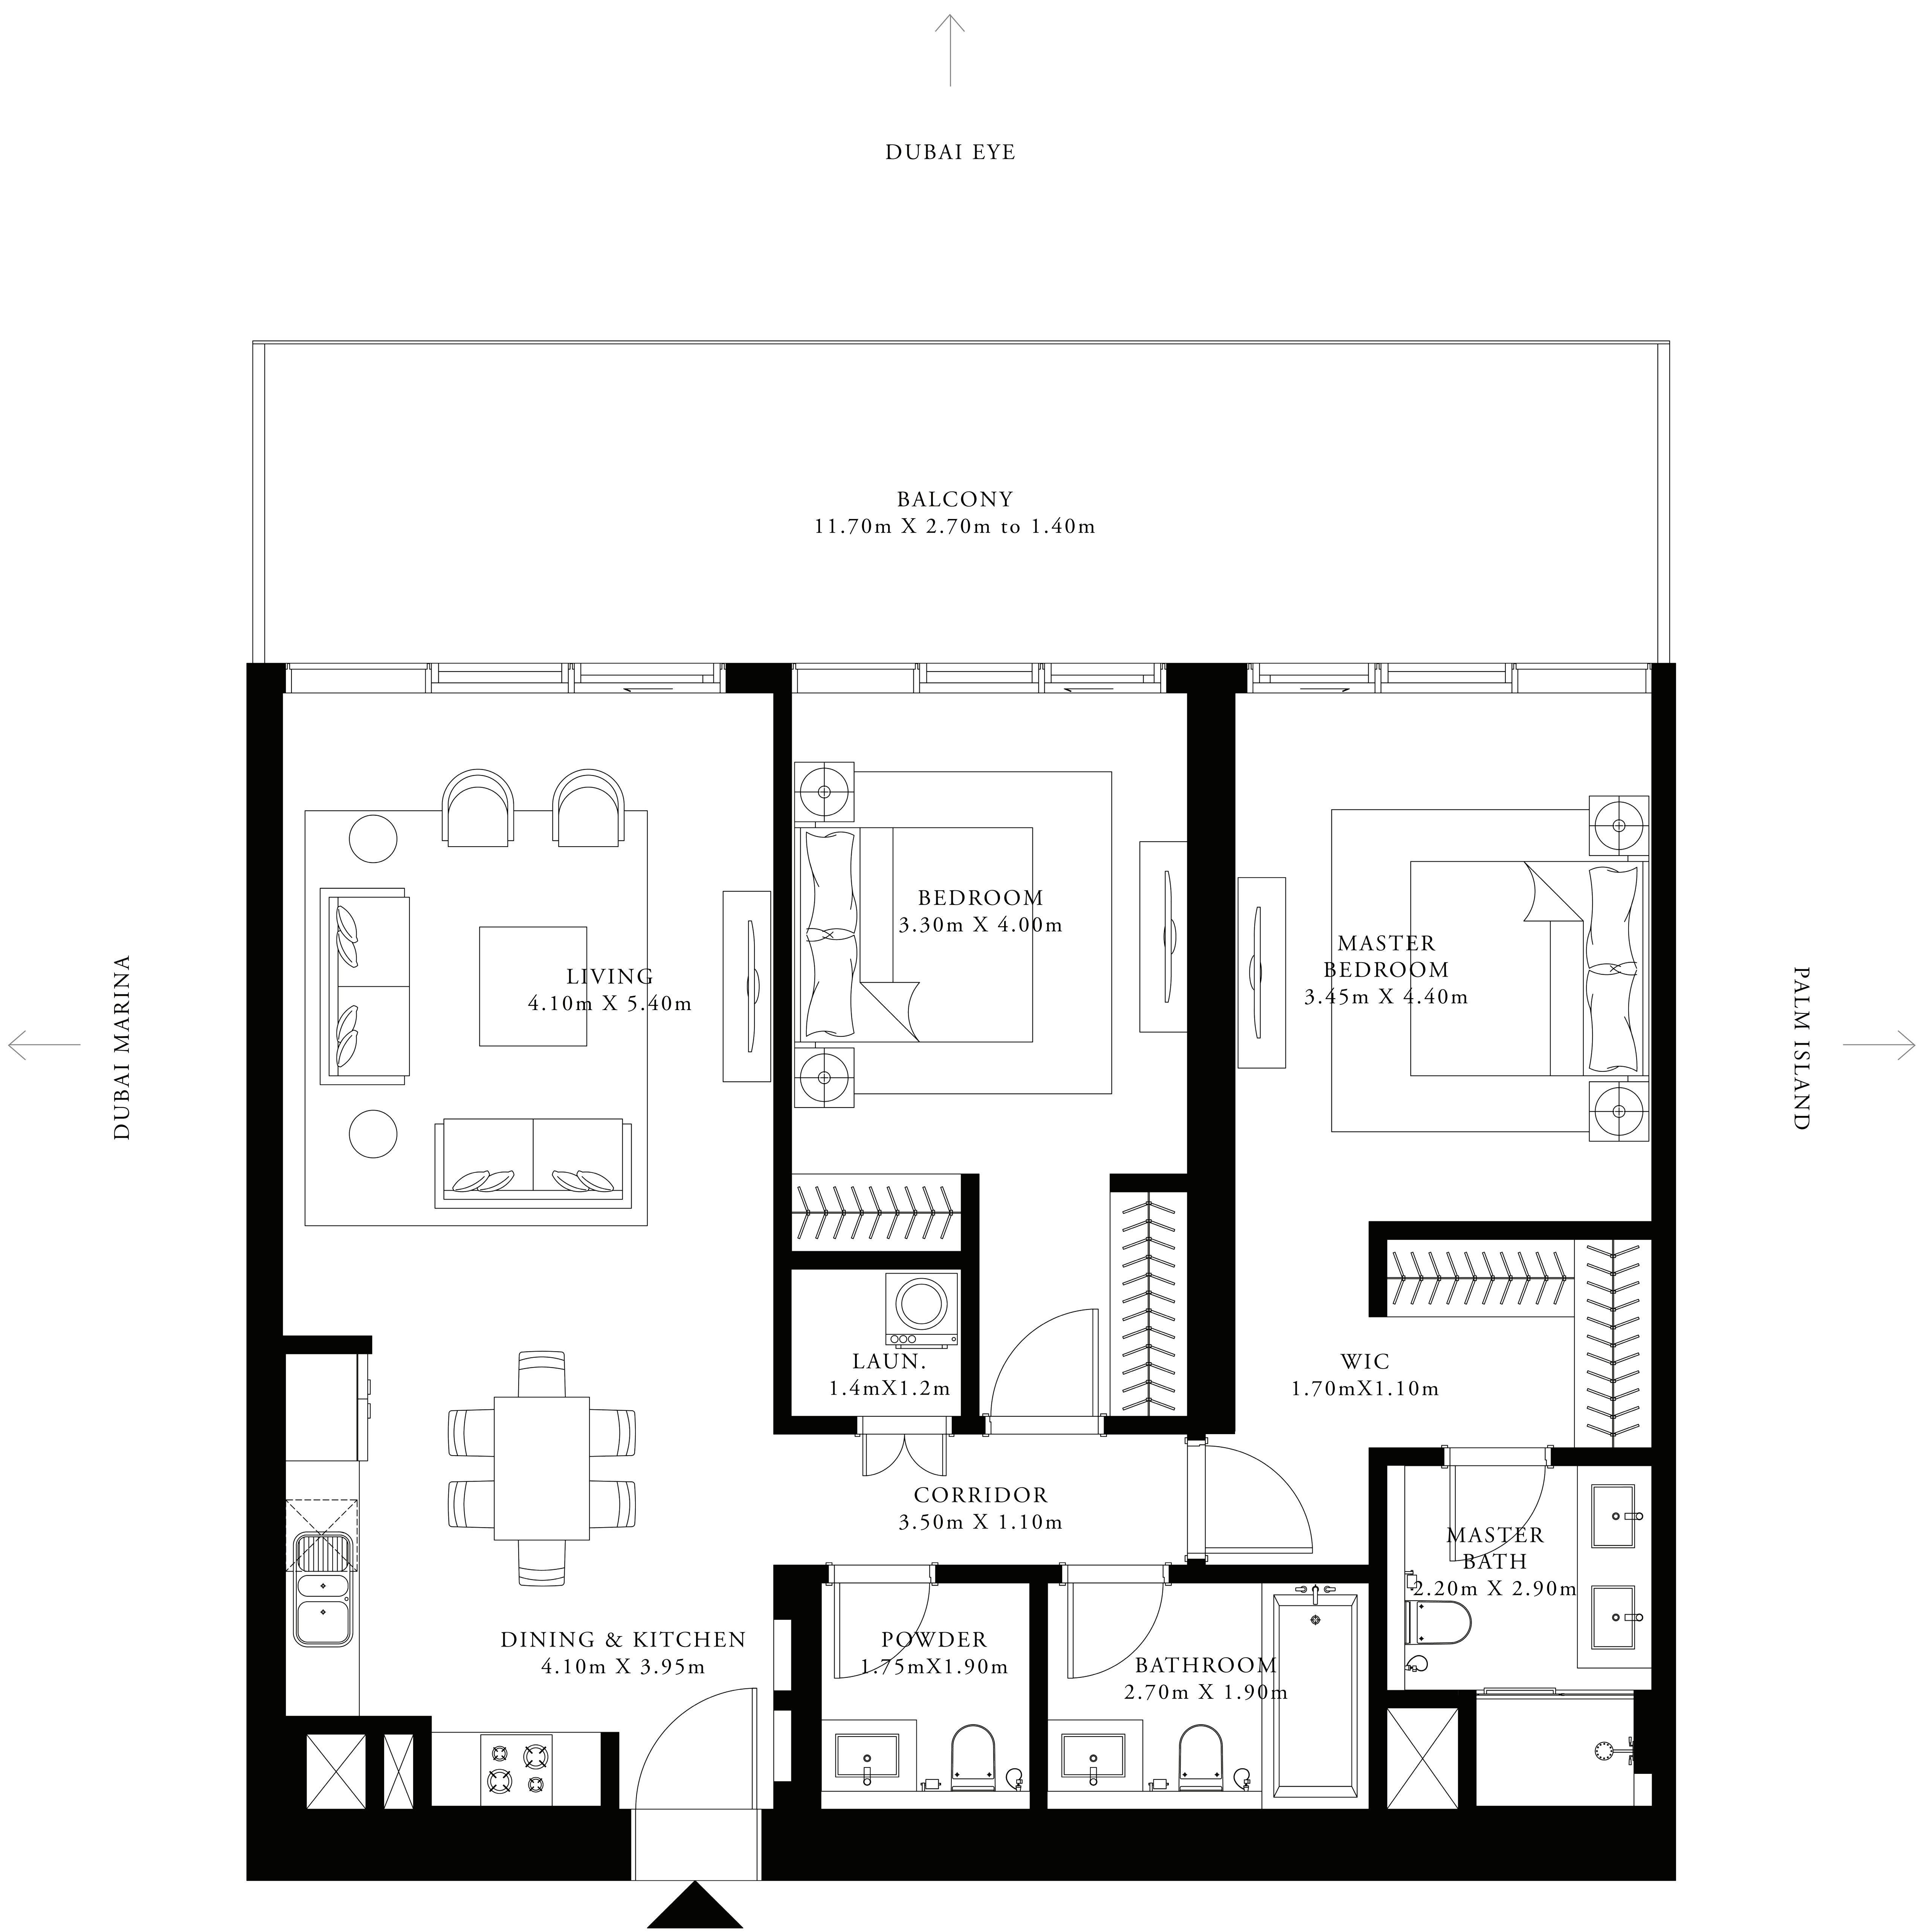 DUBAI EYE
BALCONY
11.70m X 2.70m to 1.40m
DUBAI MARINA
PALM ISLAND
BEDROOM
3.30m X 4.00m
MASTER
BEDROOM
3.45m X 4.40m
LIVING
4.10m X 5.40m
LAUN.
1.4mX1.2m
WIC
1.70mX1.10m
CORRIDOR
3.50m X 1.10m
MASTER
BATH
2.20m X 2.90m
DINING & KITCHEN
4.10m X 3.95m
POWDER
1.75mX1.90m
BATHROOM
2.70m X 1.90m